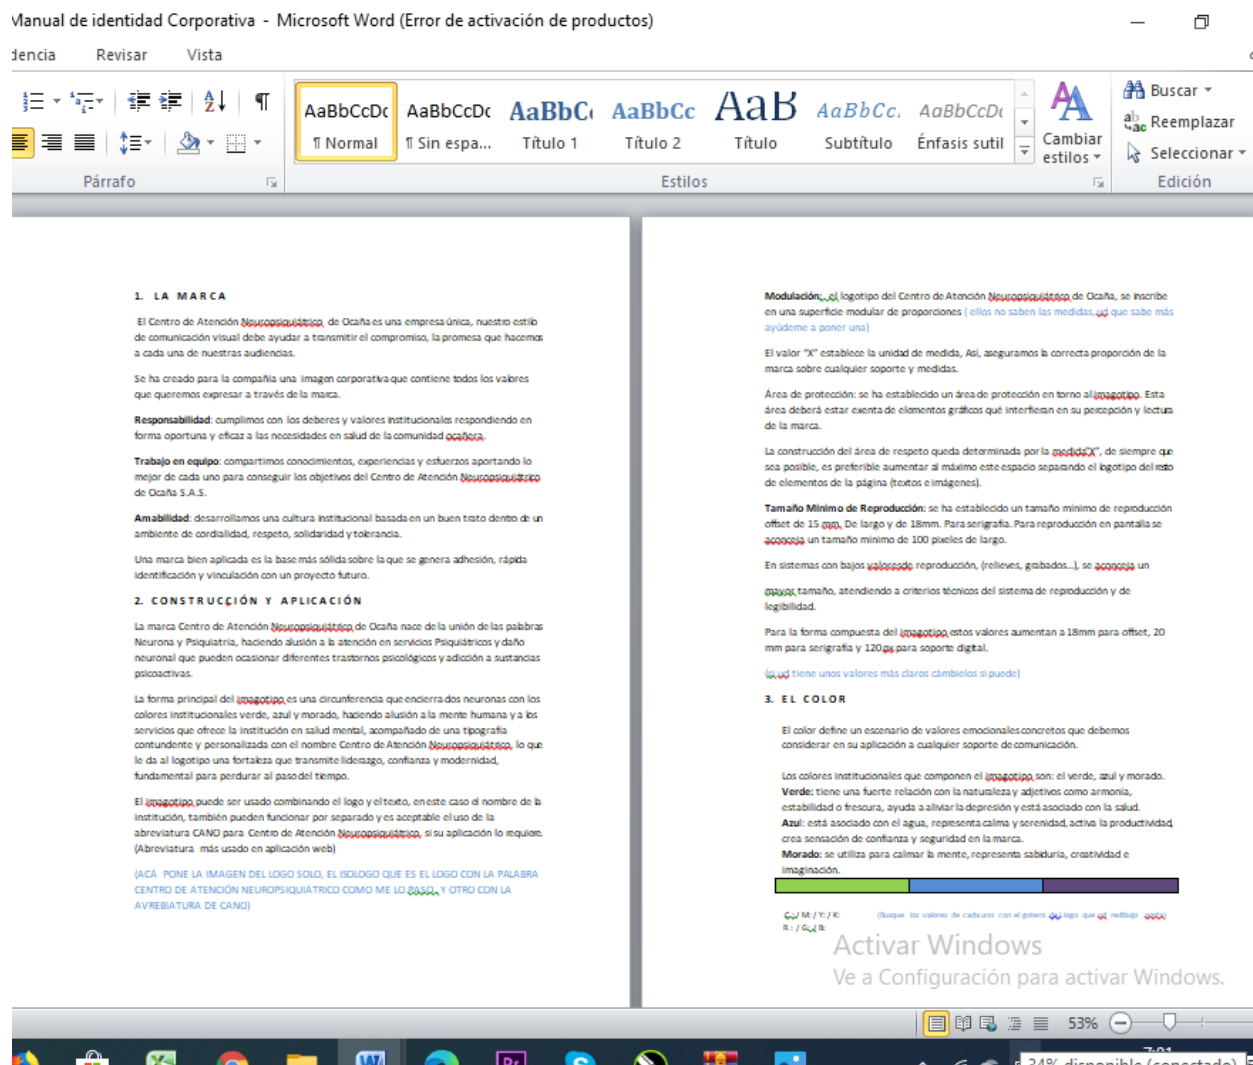 Manual de identidad Corporativa - Microsoft Word (Error de activación de productos)
dencia Revisar Vista
AaBbCcDc AaBbCcDc AaBbC AaBbCc AaB AaBbCc. AaBbCcDc
¶ Normal ¶ Sin espa... Título 1 Título 2 Título Subtítulo Énfasis sutil
Cambiar
estilos
Buscar
Reemplazar
Seleccionar
Párrafo Estilos Edición
1. LA MARCA
El Centro de Atención Neuropsiquiátrico de Ocaña es una empresa única, nuestro estilo
de comunicación visual debe ayudar a transmitir el compromiso, la promesa que hacemos
a cada una de nuestras audiencias.
Se ha creado para la compañía una imagen corporativa que contiene todos los valores
que queremos expresar a través de la marca.
Responsabilidad: cumplimos con los deberes y valores institucionales respondiendo en
forma oportuna y eficaz a las necesidades en salud de la comunidad ocañera.
Trabajo en equipo: compartimos conocimientos, experiencias y esfuerzos aportando lo
mejor de cada uno para conseguir los objetivos del Centro de Atención Neuropsiquiátrico
de Ocaña S.A.S.
Amabilidad: desarrollamos una cultura institucional basada en un buen trato dentro de un
ambiente de cordialidad, respeto, solidaridad y tolerancia.
Una marca bien aplicada es la base más sólida sobre la que se genera adhesión, rápida
identificación y vinculación con un proyecto futuro.
2. CONSTRUCCIÓN Y APLICACIÓN
La marca Centro de Atención Neuropsiquiátrico de Ocaña nace de la unión de las palabras
Neurona y Psiquiatria, haciendo alusión a la atención en servicios Psiquiátricos y daño
neuronal que pueden ocasionar diferentes trastornos psicológicos y adicción a sustancias
psicoactivas.
La forma principal del imagotipo es una circunferencia que encierra dos neuronas con los
colores institucionales verde, azul y morado, haciendo alusión a la mente humana y a los
servicios que ofrece la institución en salud mental, acompañado de una tipografía
contundente y personalizada con el nombre Centro de Atención Neuropsiquiátrico, lo que
le da al logotipo una fortaleza que transmite liderazgo, confianza y modernidad,
fundamental para perdurar al paso del tiempo.
El imagotipo puede ser usado combinando el logo y el texto, en este caso el nombre de la
institución, también pueden funcionar por separado y es aceptable el uso de la
abreviatura CANO para Centro de Atención Neuropsiquiátrico, si su aplicación lo requiere.
(Abreviatura más usado en aplicación web)
(ACÁ PONE LA IMAGEN DEL LOGO SOLO, EL ISOLOGO QUE ES EL LOGO CON LA PALABRA
CENTRO DE ATENCIÓN NEUROPSIQUIÁTRICO COMO ME LO PASO, Y OTRO CON LA
AVREBIATURA DE CANO)
Modulación: el logotipo del Centro de Atención Neuropsiquiátrico de Ocaña, se inscribe
en una superficie modular de proporciones ( ellos no saben las medidas, ud que sabe más
ayúdeme a poner una)
El valor "X" establece la unidad de medida, Así, aseguramos la correcta proporción de la
marca sobre cualquier soporte y medidas.
Área de protección: se ha establecido un área de protección en torno al imagotipo. Esta
área deberá estar exenta de elementos gráficos qué interfieran en su percepción y lectura
de la marca.
La construcción del área de respeto queda determinada por la medida"X", de siempre que
sea posible, es preferible aumentar al máximo este espacio separando el logotipo del resto
de elementos de la página (textos e imágenes).
Tamaño Mínimo de Reproducción: se ha establecido un tamaño mínimo de reproducción
offset de 15 mm. De largo y de 18mm. Para serigrafía. Para reproducción en pantalla se
aconceja un tamaño mínimo de 100 píxeles de largo.
En sistemas con bajos valoresde reproducción, (relieves, grabados...), se aconceja un
mayor tamaño, atendiendo a criterios técnicos del sistema de reproducción y de
legibilidad.
Para la forma compuesta del imagotipo estos valores aumentan a 18mm para offset, 20
mm para serigrafía y 120 px para soporte digital.
(si ud tiene unos valores más claros cámbielos si puede)
3. EL COLOR
El color define un escenario de valores emocionales concretos que debemos
considerar en su aplicación a cualquier soporte de comunicación.
Los colores institucionales que componen el imagotipo son: el verde, azul y morado.
Verde: tiene una fuerte relación con la naturaleza y adjetivos como armonía,
estabilidad o frescura, ayuda a aliviar la depresión y está asociado con la salud.
Azul: está asociado con el agua, representa calma y serenidad, activa la productividad,
crea sensación de confianza y seguridad en la marca.
Morado: se utiliza para calmar la mente, representa sabiduría, creatividad e
imaginación.
C: / M: / Y: / K: (Busque los valores de cada uno con el gotero del logo que ud redibujo
R : / G: / B:
Activar Windows
Ve a Configuración para activar Windows.
53%
34% disponible (conectado)